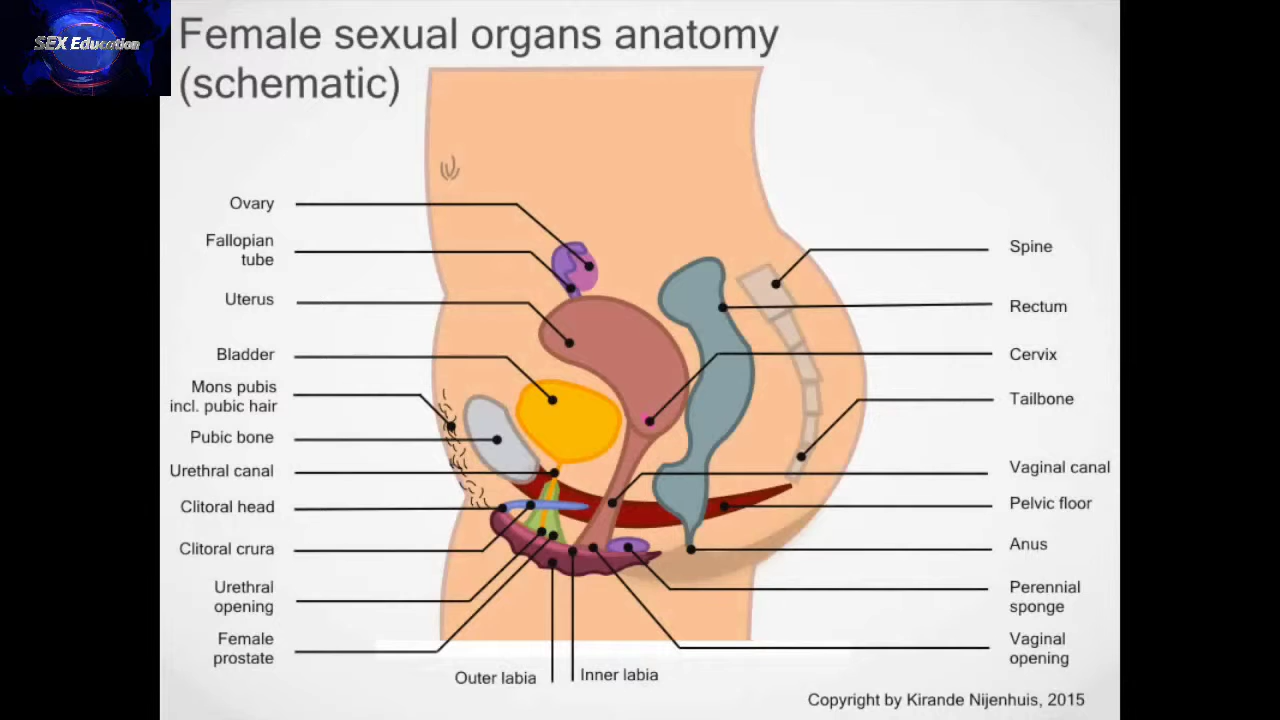 SEX Education
Female sexual organs anatomy
(schematic)
Ovary
Fallopian
tube
Uterus
Bladder
Mons pubis
incl. pubic hair
Pubic bone
Urethral canal
Clitoral head
Clitoral crura
Urethral
opening
Female
prostate
Outer labia
Inner labia
Spine
Rectum
Cervix
Tailbone
Vaginal canal
Pelvic floor
Anus
Perennial
sponge
Vaginal
opening
Copyright by Kirande Nijenhuis, 2015